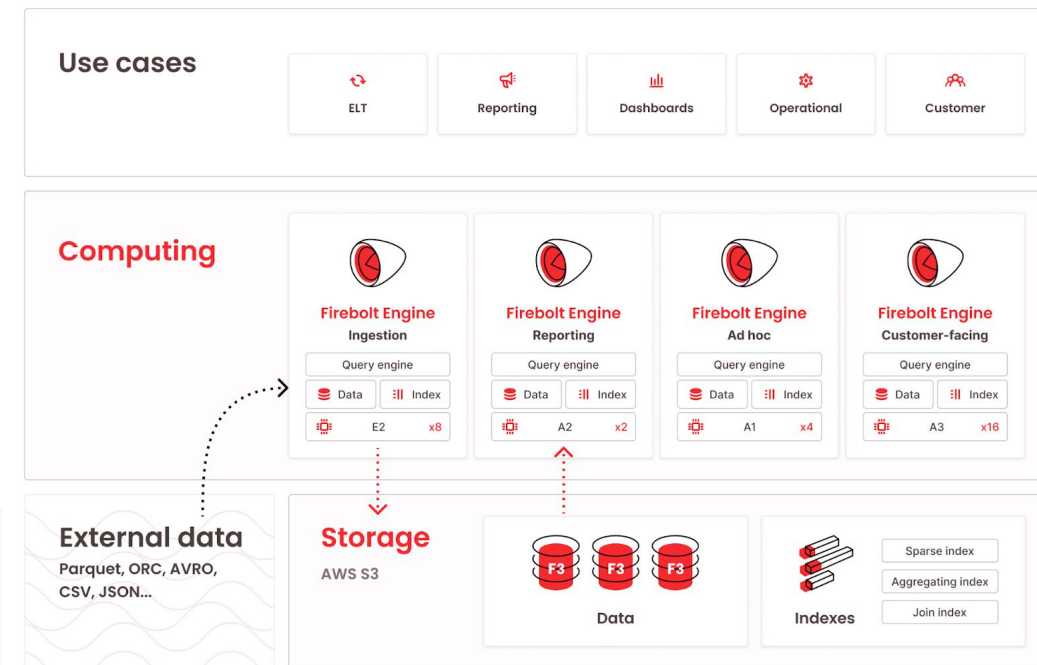 Use cases
ELT
Reporting
Dashboards
Operational
Customer
Computing
Firebolt Engine
Ingestion
Query engine
Data
Index
E2
x8
Firebolt Engine
Reporting
Query engine
Data
Index
A2
x2
Firebolt Engine
Ad hoc
Query engine
Data
Index
A1
x4
Firebolt Engine
Customer-facing
Query engine
Data
Index
A3
x16
External data
Parquet, ORC, AVRO,
CSV, JSON...
Storage
AWS S3
F3
F3
F3
Data
Indexes
Sparse index
Aggregating index
Join index